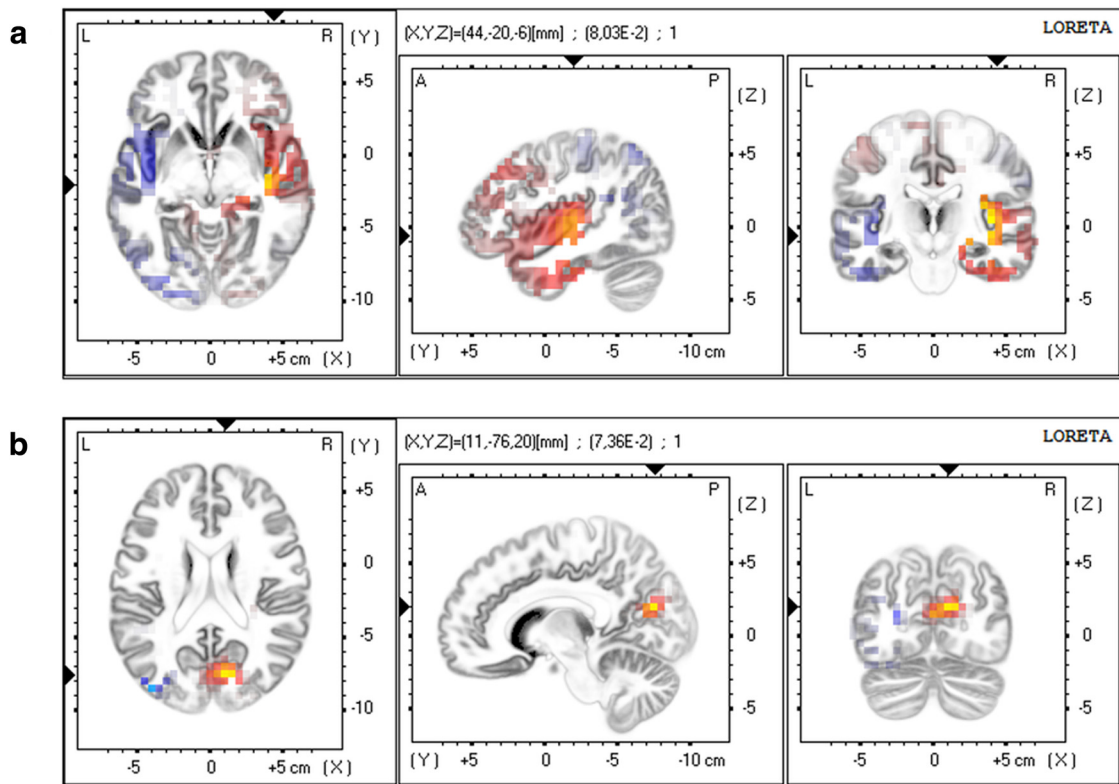 a
(X,Y,Z)=(44,-20,-6)[mm] ; (8,03E-2) ; 1
LORETA
L R (Y)
+5
0
-5
-10
-5 0 +5 cm (X)
A P (Z)
+5
0
-5
(Y) +5 0 -5 -10 cm
L R (Z)
+5
0
-5
-5 0 +5 cm (X)
b
(X,Y,Z)=(11,-76,20)[mm] ; (7,36E-2) ; 1
LORETA
L R (Y)
+5
0
-5
-10
-5 0 +5 cm (X)
A P (Z)
+5
0
-5
(Y) +5 0 -5 -10 cm
L R (Z)
+5
0
-5
-5 0 +5 cm (X)